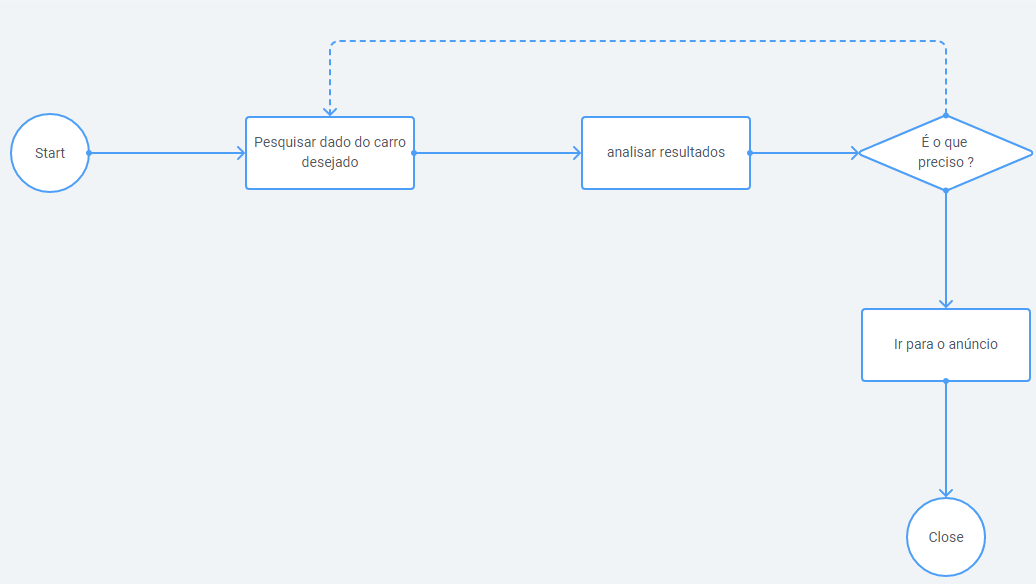 Start
Pesquisar dado do carro
desejado
analisar resultados
É o que
preciso ?
Ir para o anúncio
Close